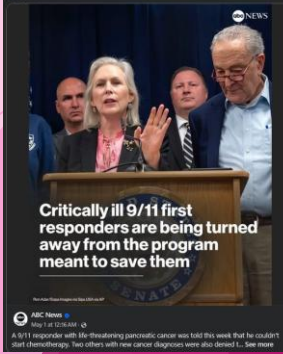 abc NEWS
Critically ill 9/11 first
responders are being turned
away from the program
meant to save them
ABC News
May 1 at 12:16 AM ·
A 9/11 responder with life-threatening pancreatic cancer was told this week that he couldn't
start chemotherapy. Two others with new cancer diagnoses were also denied t... See more
SENATE